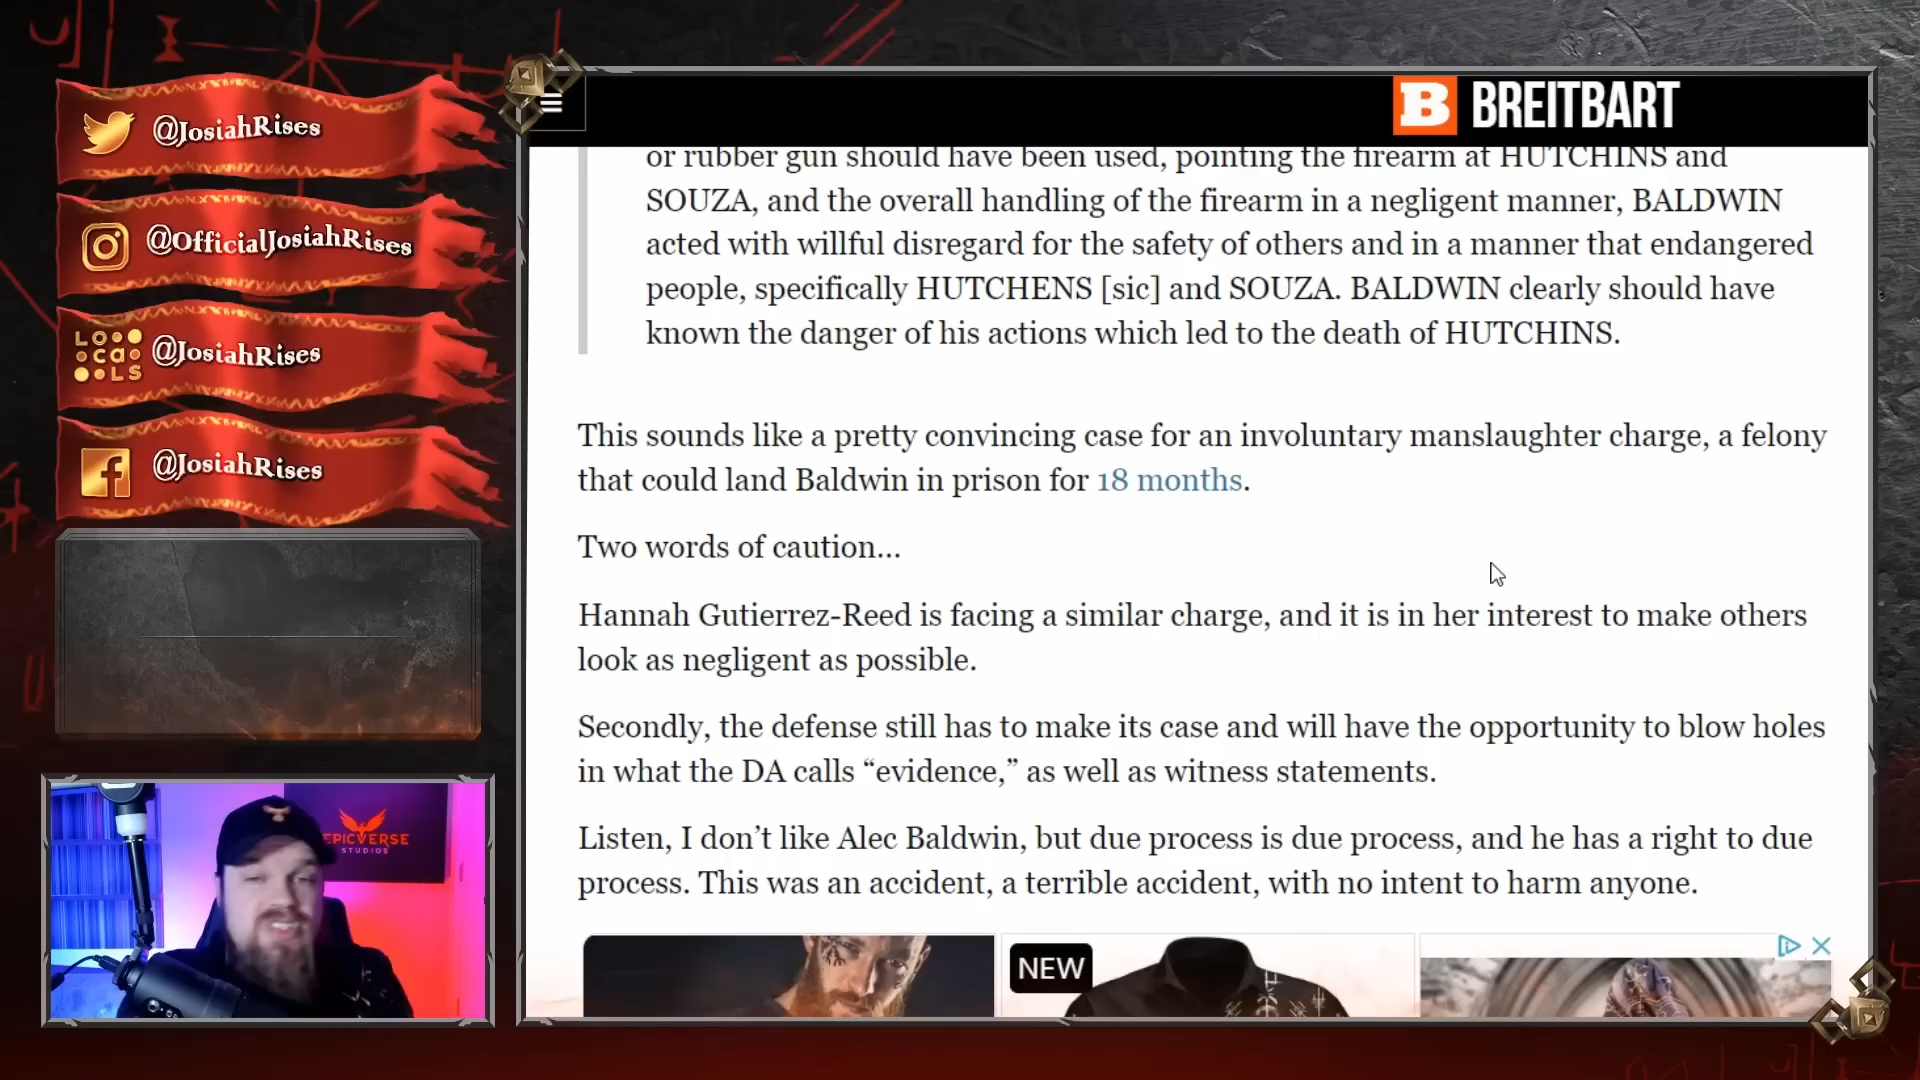 @JosiahRises
@OfficialJosiahRises
LO
ca
LS
@JosiahRises
@JosiahRises
EPICVERSE
STUDIOS
B BREITBART
or rubber gun should have been used, pointing the firearm at HUTCHINS and
SOUZA, and the overall handling of the firearm in a negligent manner, BALDWIN
acted with willful disregard for the safety of others and in a manner that endangered
people, specifically HUTCHENS [sic] and SOUZA. BALDWIN clearly should have
known the danger of his actions which led to the death of HUTCHINS.
This sounds like a pretty convincing case for an involuntary manslaughter charge, a felony
that could land Baldwin in prison for 18 months.
Two words of caution…
Hannah Gutierrez-Reed is facing a similar charge, and it is in her interest to make others
look as negligent as possible.
Secondly, the defense still has to make its case and will have the opportunity to blow holes
in what the DA calls “evidence,” as well as witness statements.
Listen, I don’t like Alec Baldwin, but due process is due process, and he has a right to due
process. This was an accident, a terrible accident, with no intent to harm anyone.
NEW